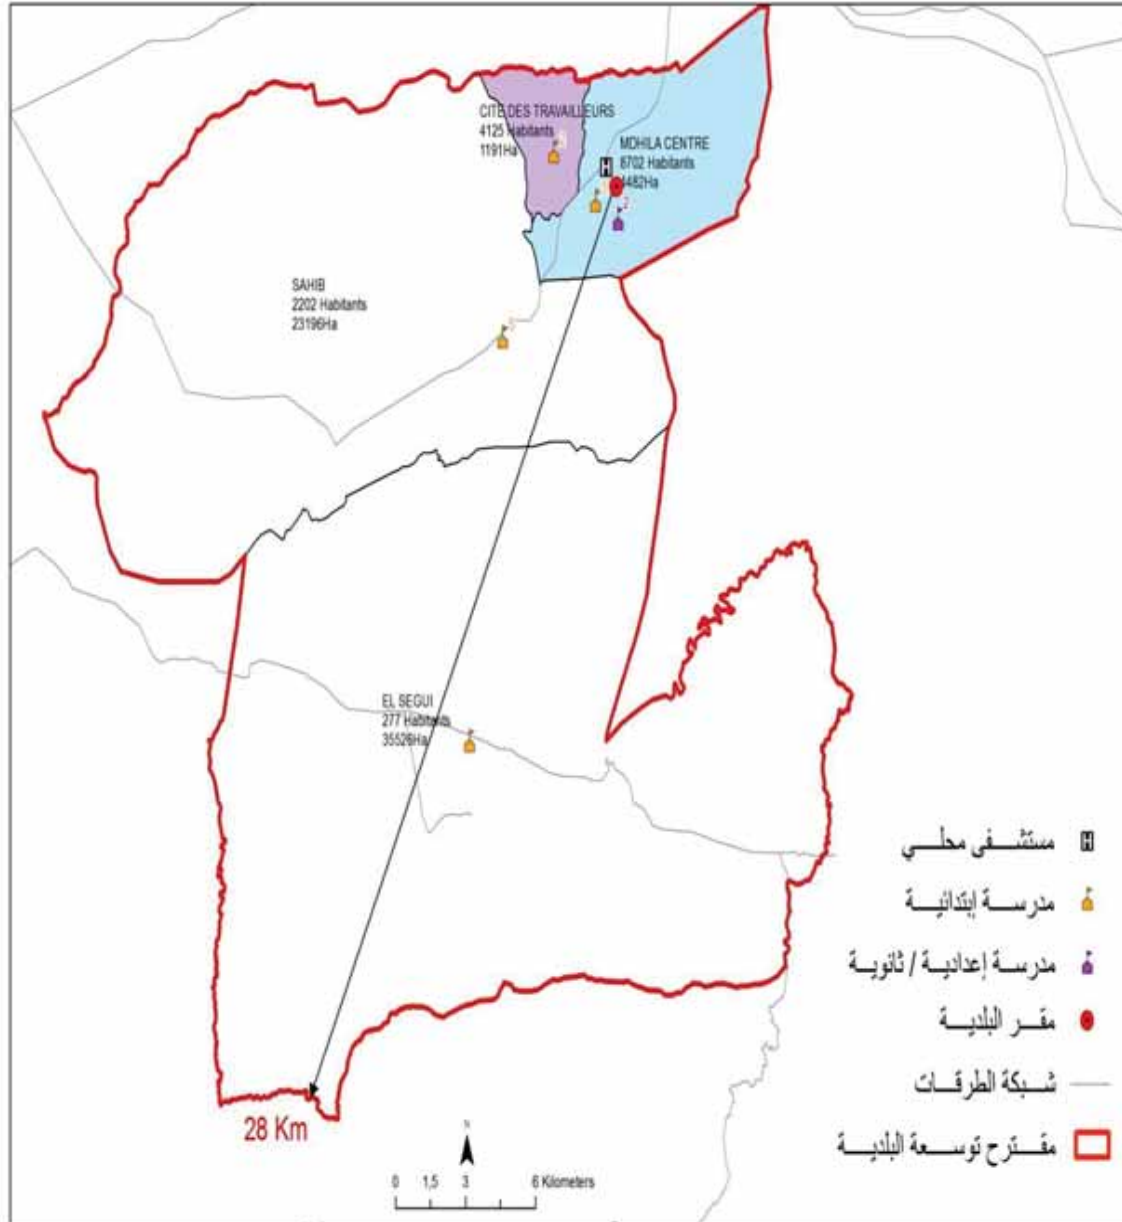 CITE DES TRAVAILLEURS
4125 Habitants
1191Ha
MDHILA CENTRE
8702 Habitants
4482Ha
2
SAHIB
2202 Habitants
23196Ha
EL SEGUI
277 Habitants
35526Ha
مستشفى محلي
مدرسة إبتدائية
مدرسة إعدادية / ثانوية
مقر البلدية
شبكة الطرقات
مقترح توسعة البلدية
28 Km
N
0 1,5 3 6 Kilometers